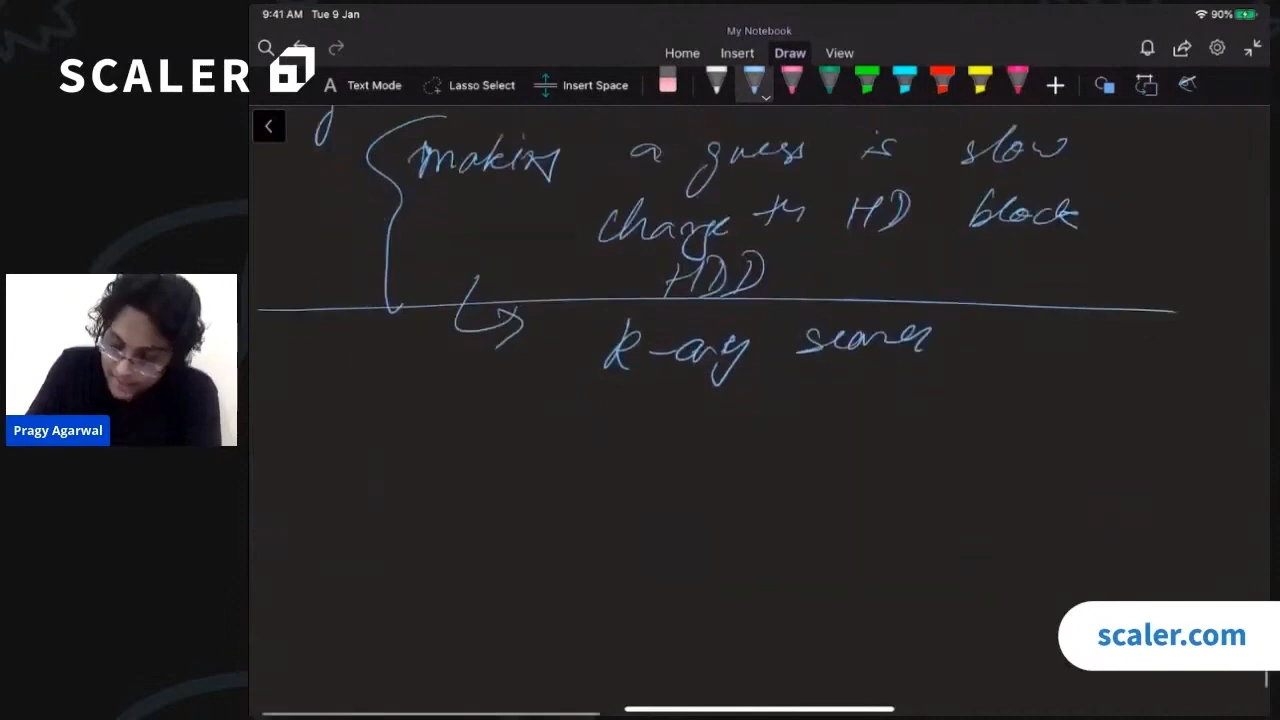 9:41 AM Tue 9 Jan
90%
My Notebook
Home Insert Draw View
SCALER
Text Mode Lasso Select Insert Space
making a guess is slow
change th HD block
HDD
k-ary search
Pragy Agarwal
scaler.com